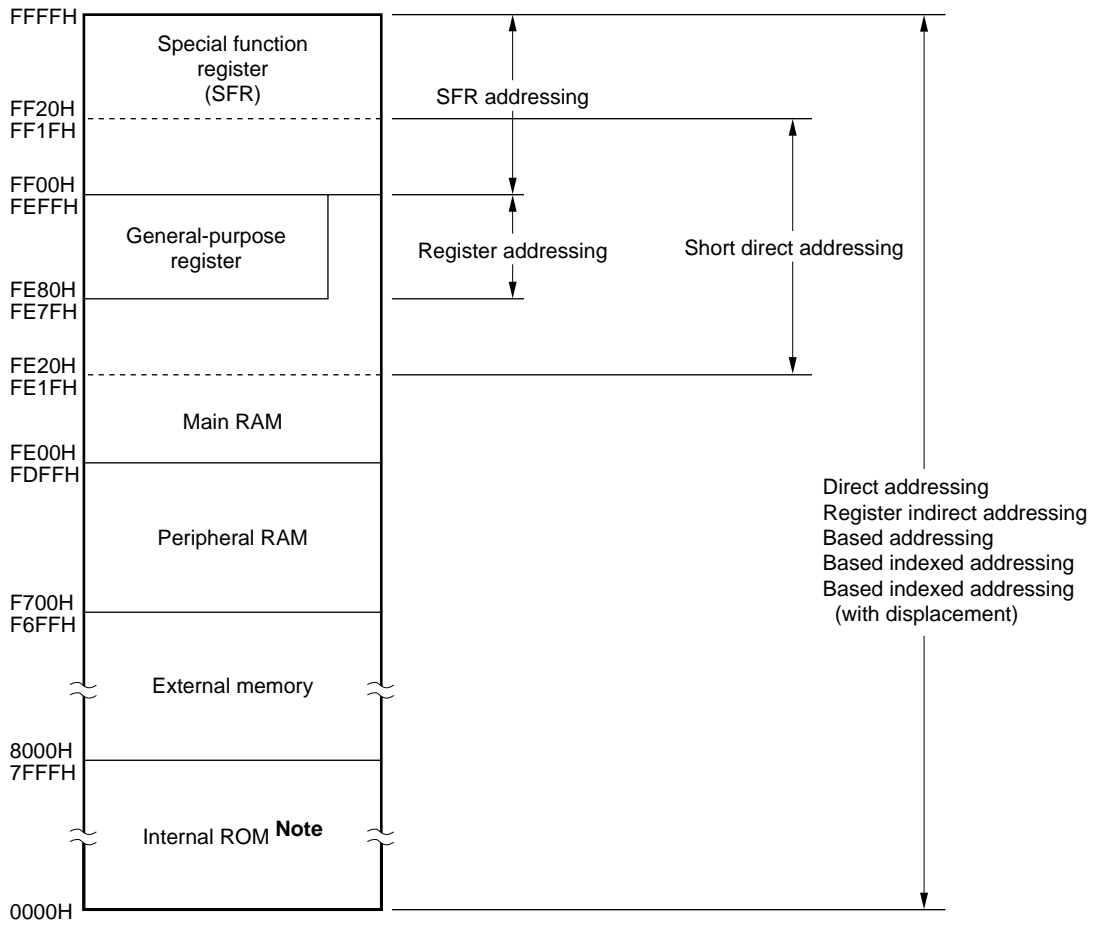 FFFFH
Special function
register
(SFR)
SFR addressing
FF20H
FF1FH
FF00H
FEFFH
General-purpose
register
Register addressing
Short direct addressing
FE80H
FE7FH
FE20H
FE1FH
Main RAM
FE00H
FDFFH
Direct addressing
Register indirect addressing
Based addressing
Based indexed addressing
Based indexed addressing
(with displacement)
Peripheral RAM
F700H
F6FFH
External memory
8000H
7FFFH
Internal ROM Note
0000H